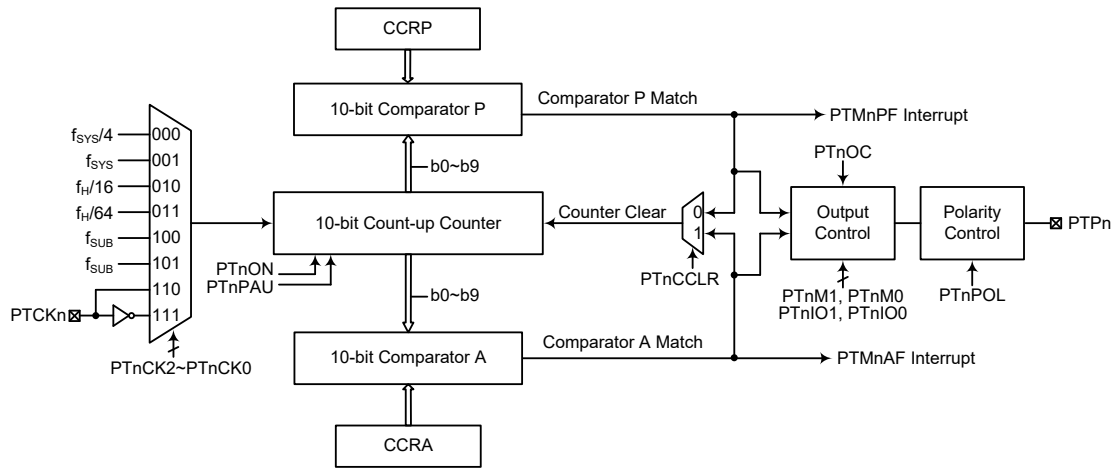 CCRP
10-bit Comparator P
Comparator P Match
PTMnPF Interrupt
b0~b9
PTnOC
fSYS/4 000
fSYS 001
fH/16 010
fH/64 011
fSUB 100
fSUB 101
110
PTCKn 111
PTnCK2~PTnCK0
10-bit Count-up Counter
Counter Clear
0
1
PTnCCLR
Output
Control
Polarity
Control
PTPn
PTnON
PTnPAU
b0~b9
PTnM1, PTnM0
PTnIO1, PTnIO0
PTnPOL
10-bit Comparator A
Comparator A Match
PTMnAF Interrupt
CCRA